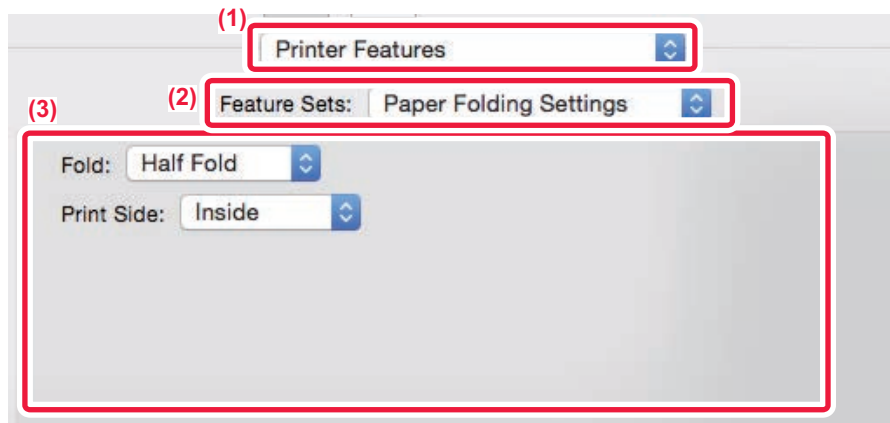 (1)
Printer Features
(2)
Feature Sets: Paper Folding Settings
(3)
Fold: Half Fold
Print Side: Inside